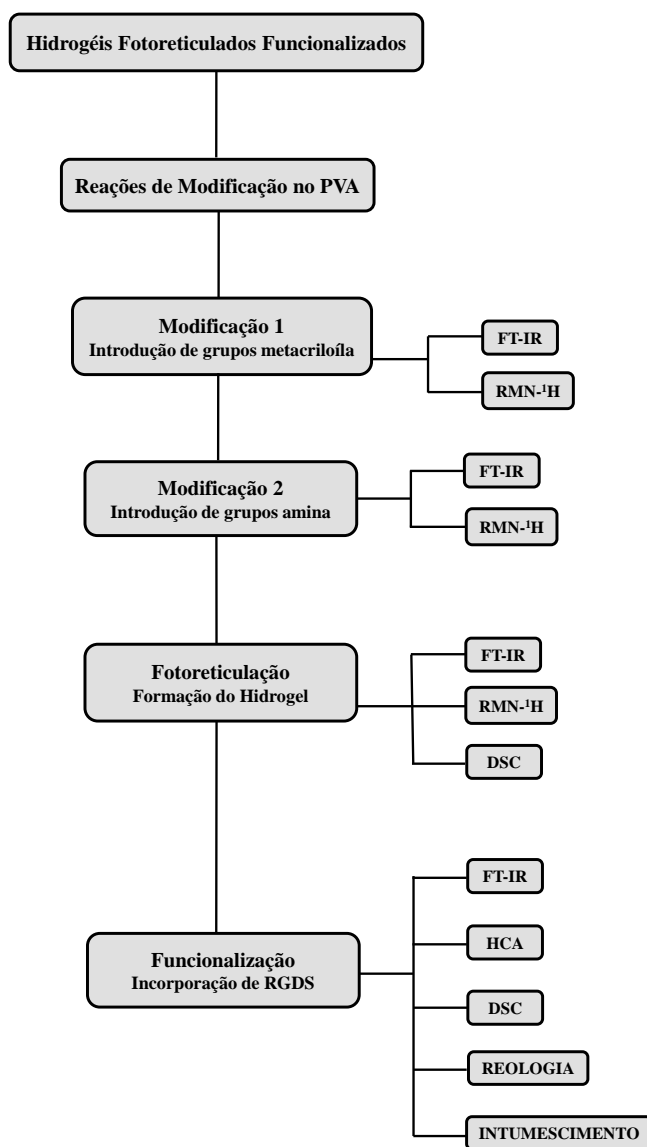 Hidrogéis Fotoreticulados Funcionalizados
Reações de Modificação no PVA
Modificação 1
Introdução de grupos metacriloíla
FT-IR
RMN-¹H
Modificação 2
Introdução de grupos amina
FT-IR
RMN-¹H
Fotoreticulação
Formação do Hidrogel
FT-IR
RMN-¹H
DSC
Funcionalização
Incorporação de RGDS
FT-IR
HCA
DSC
REOLOGIA
INTUMESCIMENTO